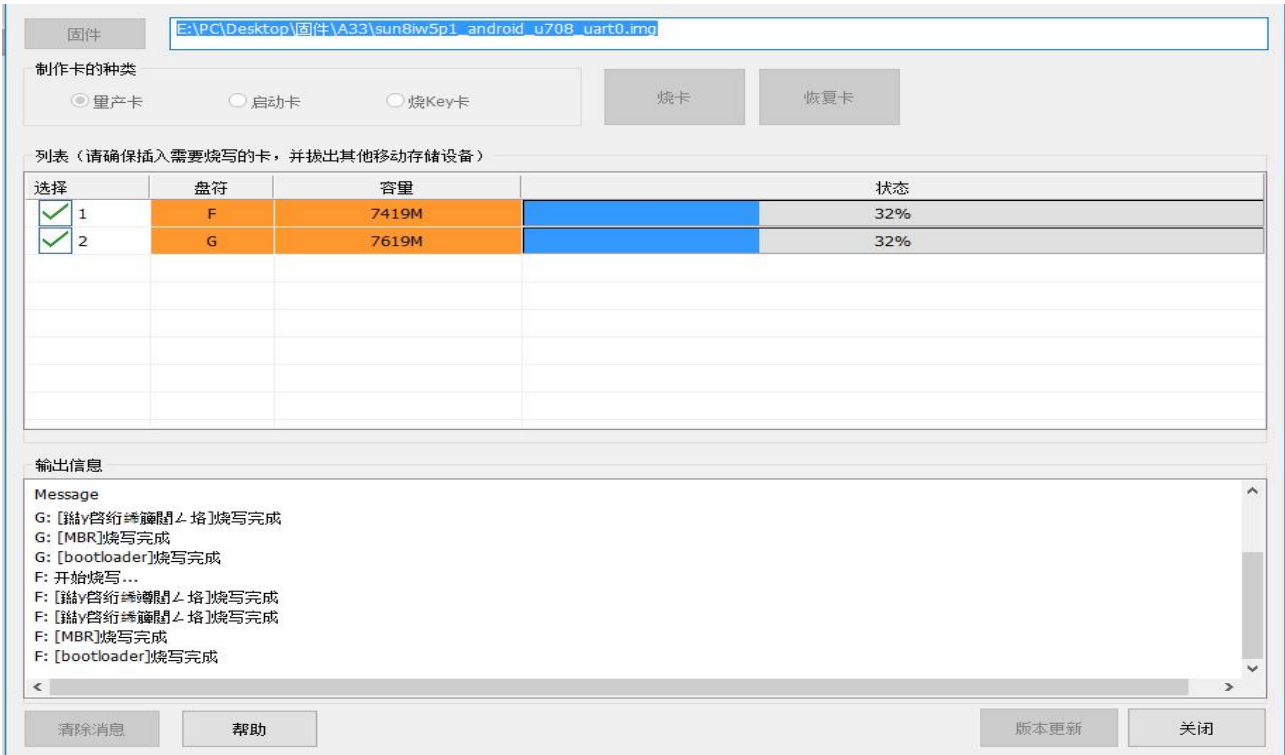 固件 E:\PC\Desktop\固件\A33\sun8iw5p1_android_u708_uart0.img
制作卡的种类
量产卡 启动卡 烧Key卡 烧卡 恢复卡
列表（请确保插入需要烧写的卡，并拔出其他移动存储设备）
选择 盘符 容量 状态
1 F 7419M 32%
2 G 7619M 32%
输出信息
Message
G: 烧写完成
G: [MBR]烧写完成
G: [bootloader]烧写完成
F: 开始烧写...
F: 烧写完成
F: 烧写完成
F: [MBR]烧写完成
F: [bootloader]烧写完成
清除消息 帮助 版本更新 关闭